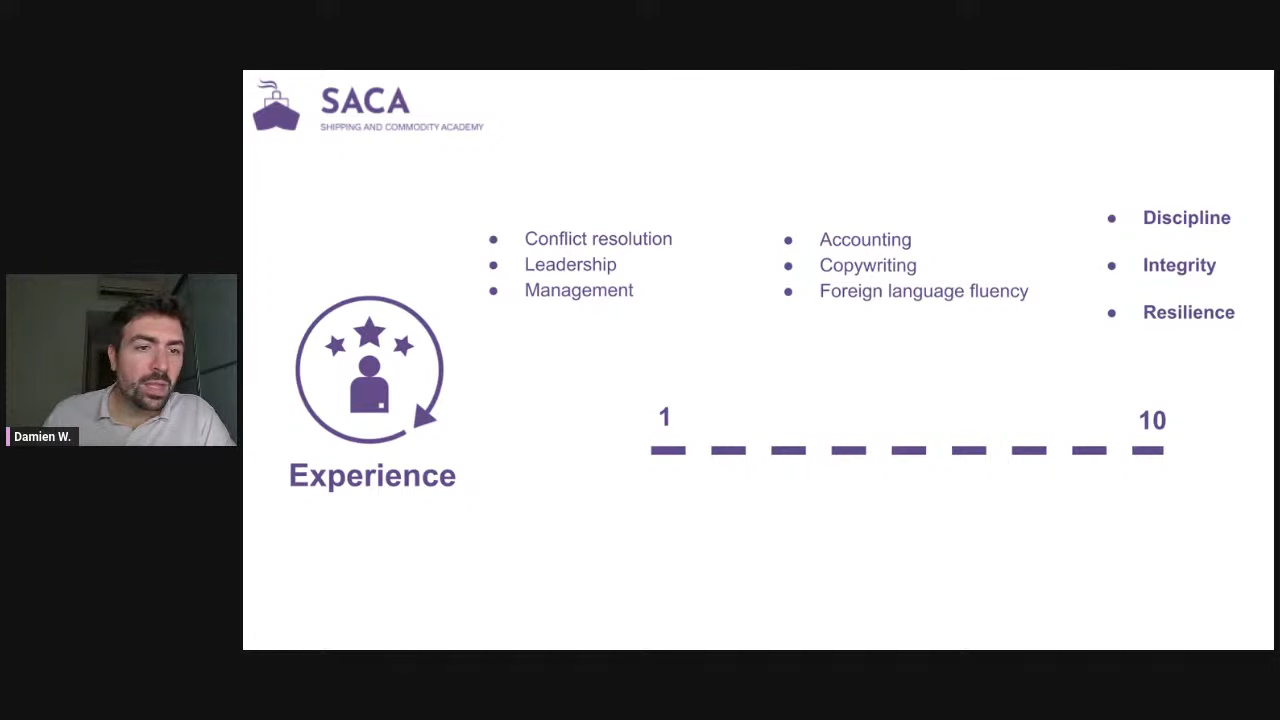 SACA
SHIPPING AND COMMODITY ACADEMY
Conflict resolution
Leadership
Management
Accounting
Copywriting
Foreign language fluency
Discipline
Integrity
Resilience
1
10
Experience
Damien W.